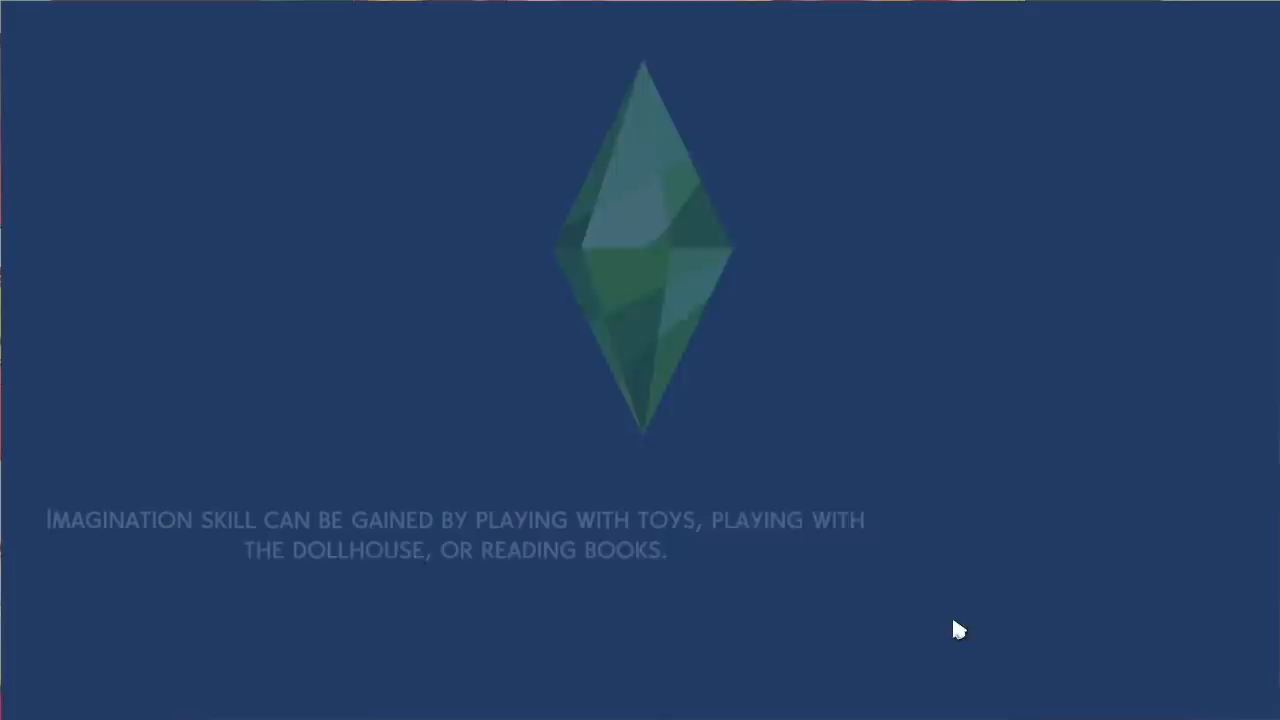 Imagination skill can be gained by playing with toys, playing with
the dollhouse, or reading books.